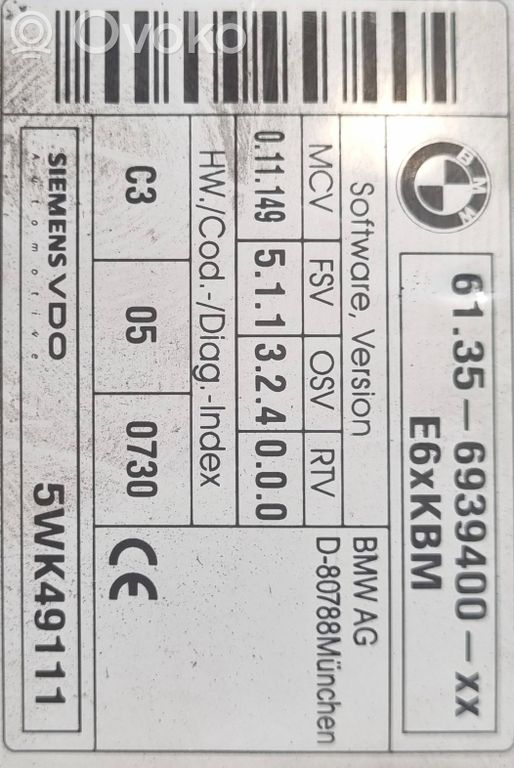 BMW
61.35-6939400-xx
E6xKBM
Software, Version
BMW AG
MCV FSV OSV RTV
D-80788München
0.11.149 5.1.1 3.2.4 0.0.0
HW./Cod.-/Diag.-Index
C3 05 0730
CE
SIEMENS VDO
Automotive
5WK49111
Ovoko